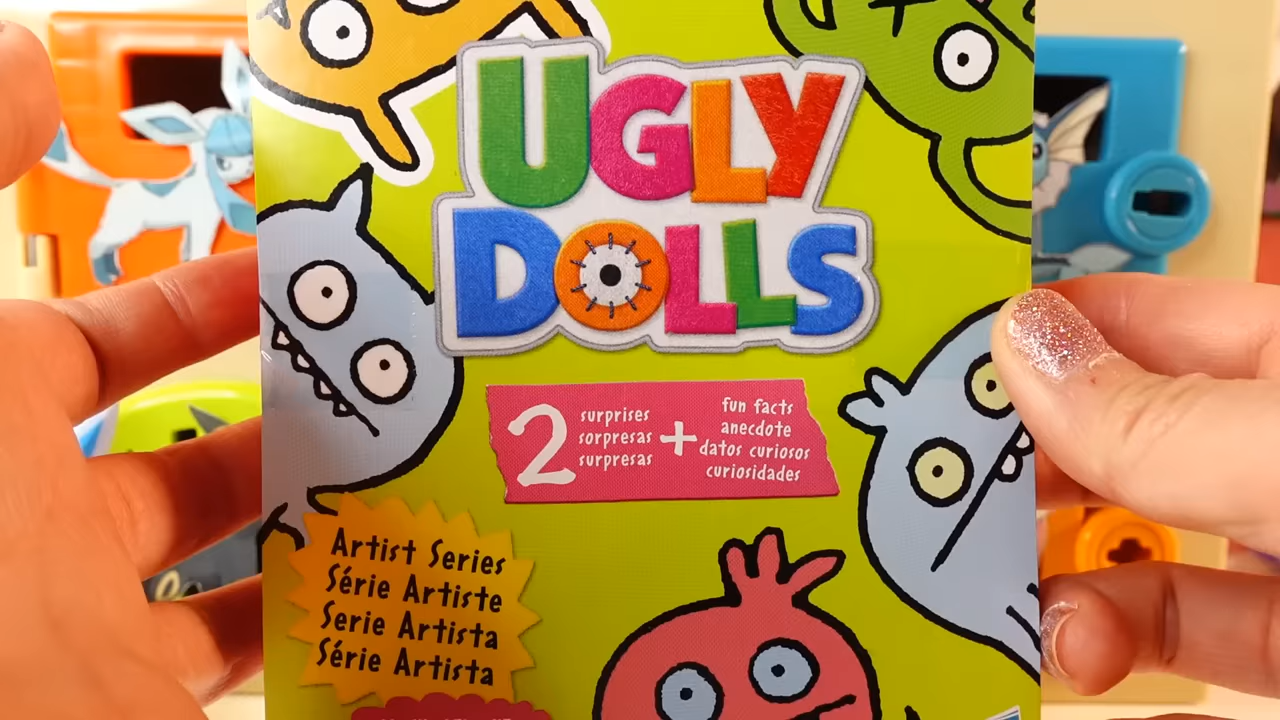 UGLY
DOLLS
2 surprises
sorpresas
surpresas
+
fun facts
anecdote
datos curiosos
curiosidades
Artist Series
Série Artiste
Serie Artista
Série Artista